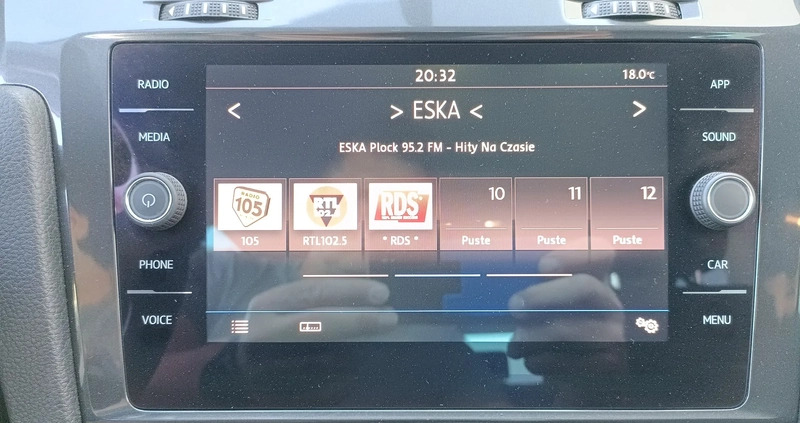 20:32 18.0°C
RADIO APP
< > ESKA < >
MEDIA SOUND
ESKA Plock 95.2 FM - Hity Na Czasie
RADIO 105 RTL 102.5 RDS 10 11 12
105 RTL102.5 * RDS * Puste Puste Puste
PHONE CAR
VOICE MENU